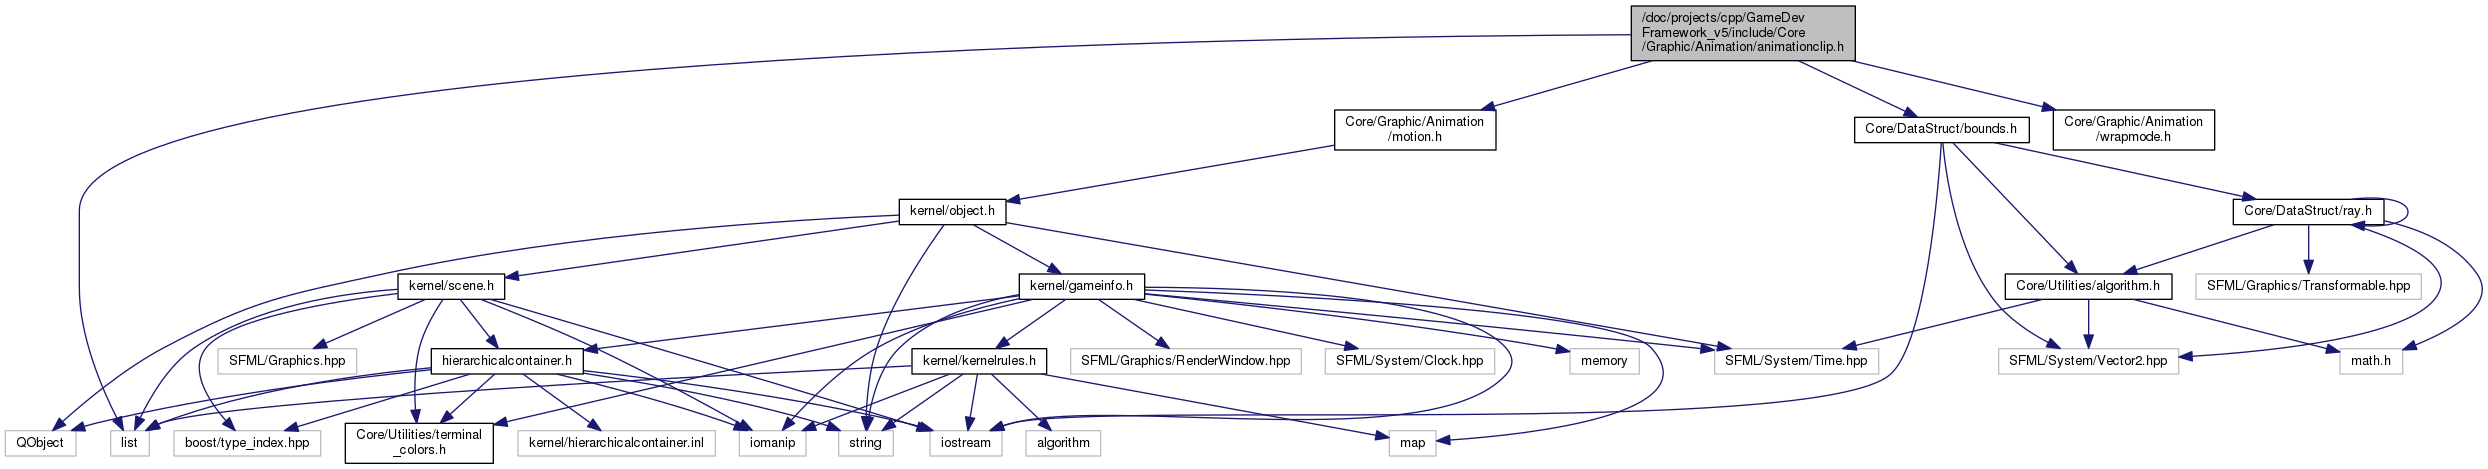 /doc/projects/cpp/GameDev
Framework_v5/include/Core
/Graphic/Animation/animationclip.h
Core/Graphic/Animation
/motion.h
Core/DataStruct/bounds.h
Core/Graphic/Animation
/wrapmode.h
kernel/object.h
Core/DataStruct/ray.h
kernel/scene.h
kernel/gameinfo.h
Core/Utilities/algorithm.h
SFML/Graphics/Transformable.hpp
SFML/Graphics.hpp
hierarchicalcontainer.h
kernel/kernelrules.h
SFML/Graphics/RenderWindow.hpp
SFML/System/Clock.hpp
memory
SFML/System/Time.hpp
SFML/System/Vector2.hpp
math.h
QObject
list
boost/type_index.hpp
Core/Utilities/terminal
_colors.h
kernel/hierarchicalcontainer.inl
iomanip
string
iostream
algorithm
map